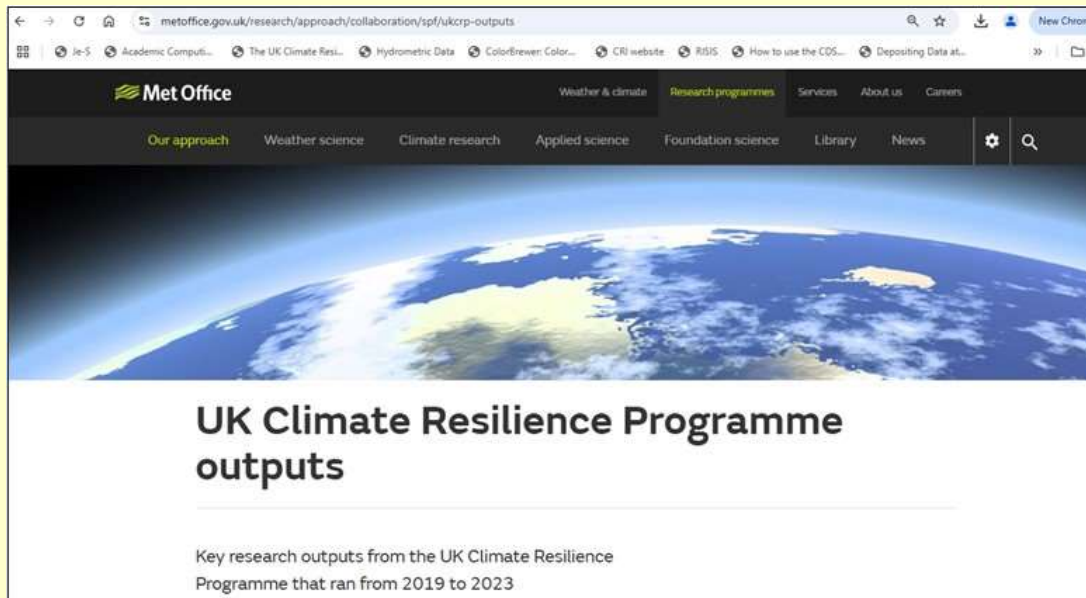 metoffice.gov.uk/research/approach/collaboration/spf/ukcrp-outputs
New Chrom
Je-S Academic Computi... The UK Climate Resi... Hydrometric Data ColorBrewer: Color... CRI website RISIS How to use the CDS... Depositing Data at... »
Met Office
Weather & climate Research programmes Services About us Careers
Our approach Weather science Climate research Applied science Foundation science Library News
UK Climate Resilience Programme
outputs
Key research outputs from the UK Climate Resilience
Programme that ran from 2019 to 2023